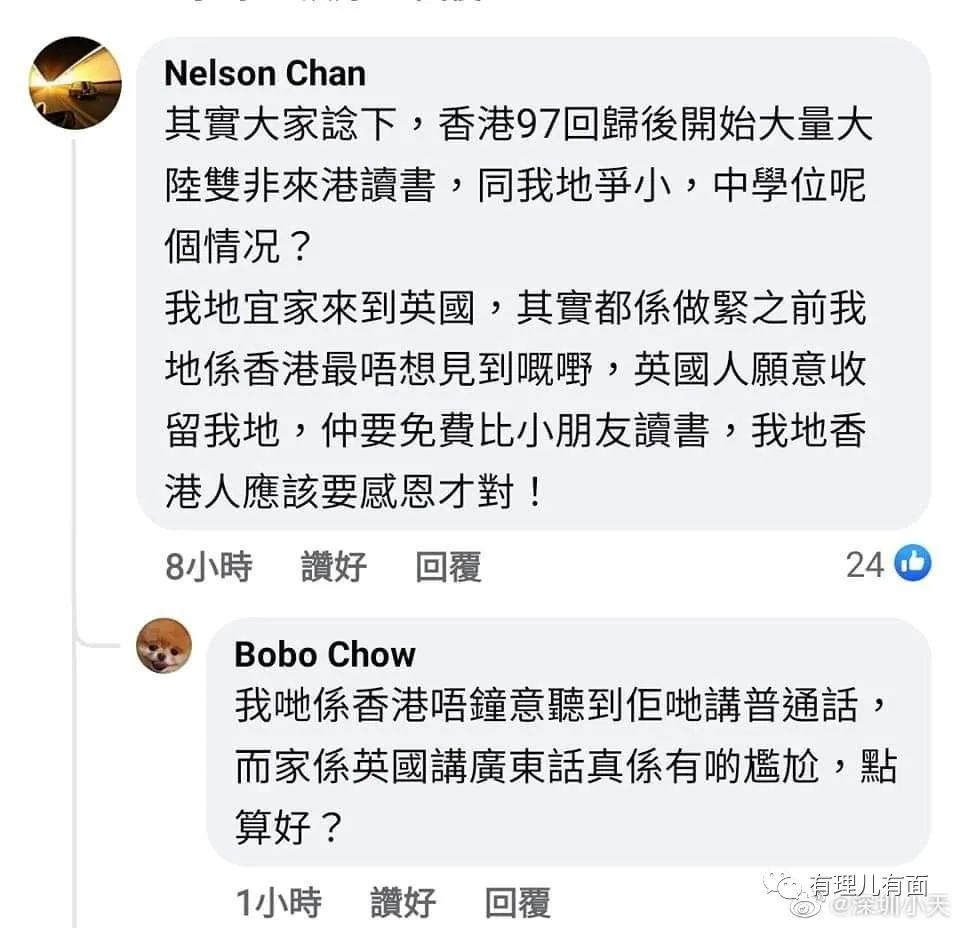 Nelson Chan
其實大家諗下，香港97回歸後開始大量大
陸雙非來港讀書，同我地爭小，中學位呢
個情況？
我地宜家來到英國，其實都係做緊之前我
地係香港最唔想見到嘅嘢，英國人願意收
留我地，仲要免費比小朋友讀書，我地香
港人應該要感恩才對！
8小時 讚好 回覆 24
Bobo Chow
我哋係香港唔鐘意聽到佢哋講普通話，
而家係英國講廣東話真係有啲尷尬，點
算好？
1小時 讚好 回覆
有理儿有面
@深圳小天